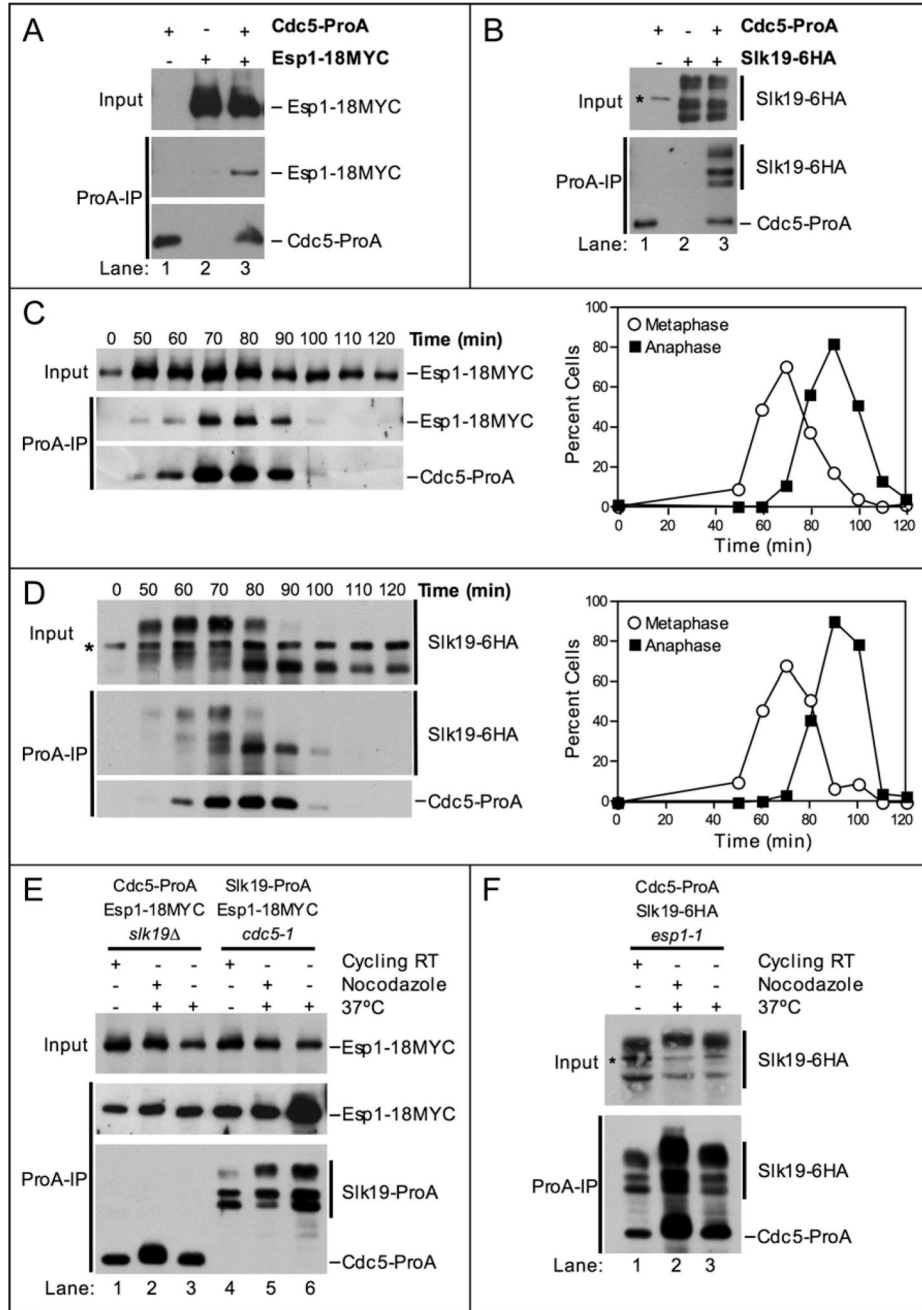 A
+ - + Cdc5-ProA
- + + Esp1-18MYC
Input
Esp1-18MYC
ProA-IP
Esp1-18MYC
Cdc5-ProA
Lane: 1 2 3
B
+ - + Cdc5-ProA
- + + Slk19-6HA
Input
*
Slk19-6HA
ProA-IP
Slk19-6HA
Cdc5-ProA
Lane: 1 2 3
C
0 50 60 70 80 90 100 110 120 Time (min)
Input
Esp1-18MYC
ProA-IP
Esp1-18MYC
Cdc5-ProA
Percent Cells
100
80
60
40
20
0
Metaphase
Anaphase
0 20 40 60 80 100 120
Time (min)
D
0 50 60 70 80 90 100 110 120 Time (min)
Input
*
Slk19-6HA
ProA-IP
Slk19-6HA
Cdc5-ProA
Percent Cells
100
80
60
40
20
0
Metaphase
Anaphase
0 20 40 60 80 100 120
Time (min)
E
Cdc5-ProA
Esp1-18MYC
slk19Δ
Slk19-ProA
Esp1-18MYC
cdc5-1
+ - - + - - Cycling RT
- + - - + - Nocodazole
- + + - + + 37ºC
Input
Esp1-18MYC
ProA-IP
Esp1-18MYC
Slk19-ProA
Cdc5-ProA
Lane: 1 2 3 4 5 6
F
Cdc5-ProA
Slk19-6HA
esp1-1
+ - - Cycling RT
- + - Nocodazole
- + + 37ºC
Input
*
Slk19-6HA
ProA-IP
Slk19-6HA
Cdc5-ProA
Lane: 1 2 3